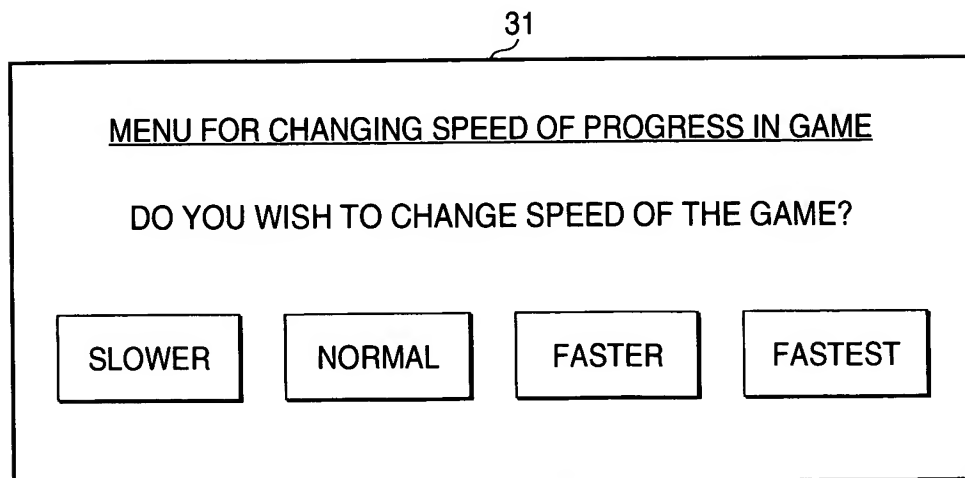 31
MENU FOR CHANGING SPEED OF PROGRESS IN GAME
DO YOU WISH TO CHANGE SPEED OF THE GAME?
SLOWER NORMAL FASTER FASTEST